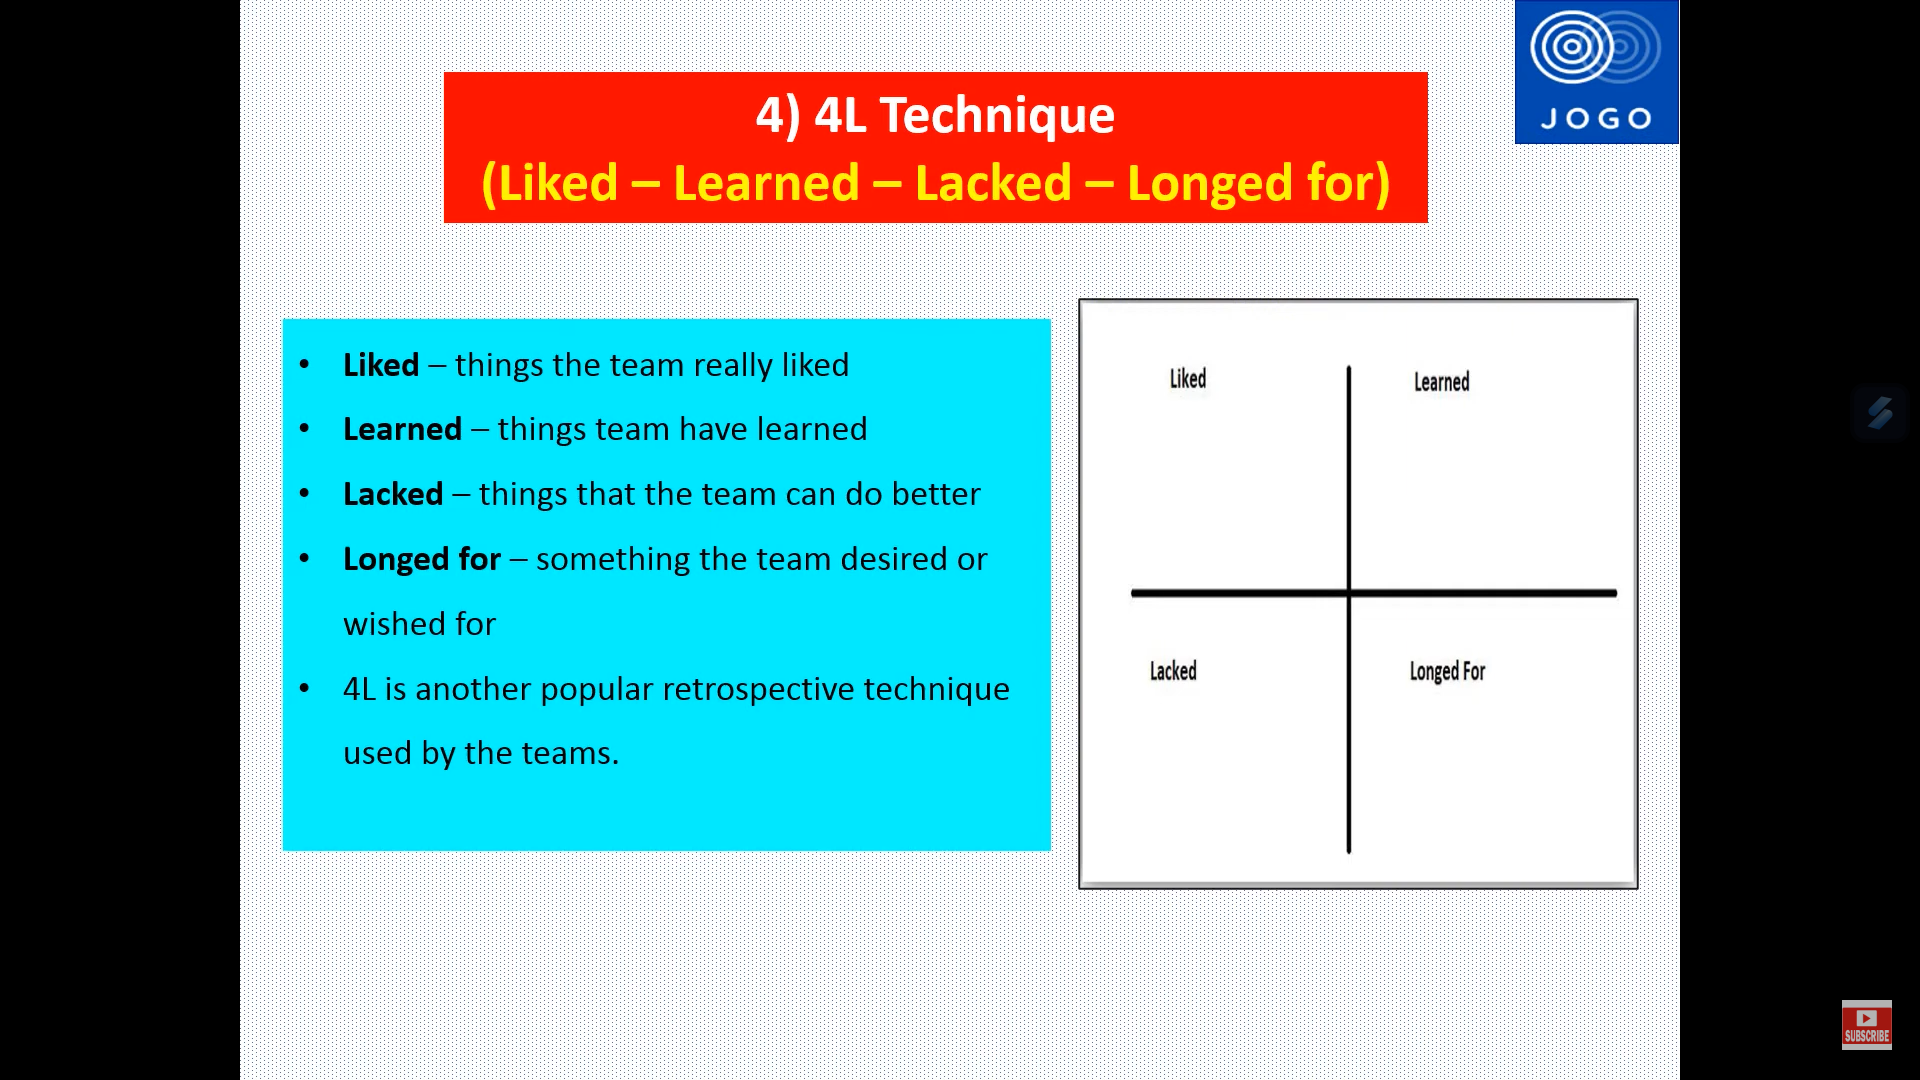 JOGO
4) 4L Technique
(Liked – Learned – Lacked – Longed for)
• Liked – things the team really liked
• Learned – things team have learned
• Lacked – things that the team can do better
• Longed for – something the team desired or
wished for
• 4L is another popular retrospective technique
used by the teams.
Liked
Learned
Lacked
Longed For
SUBSCRIBE